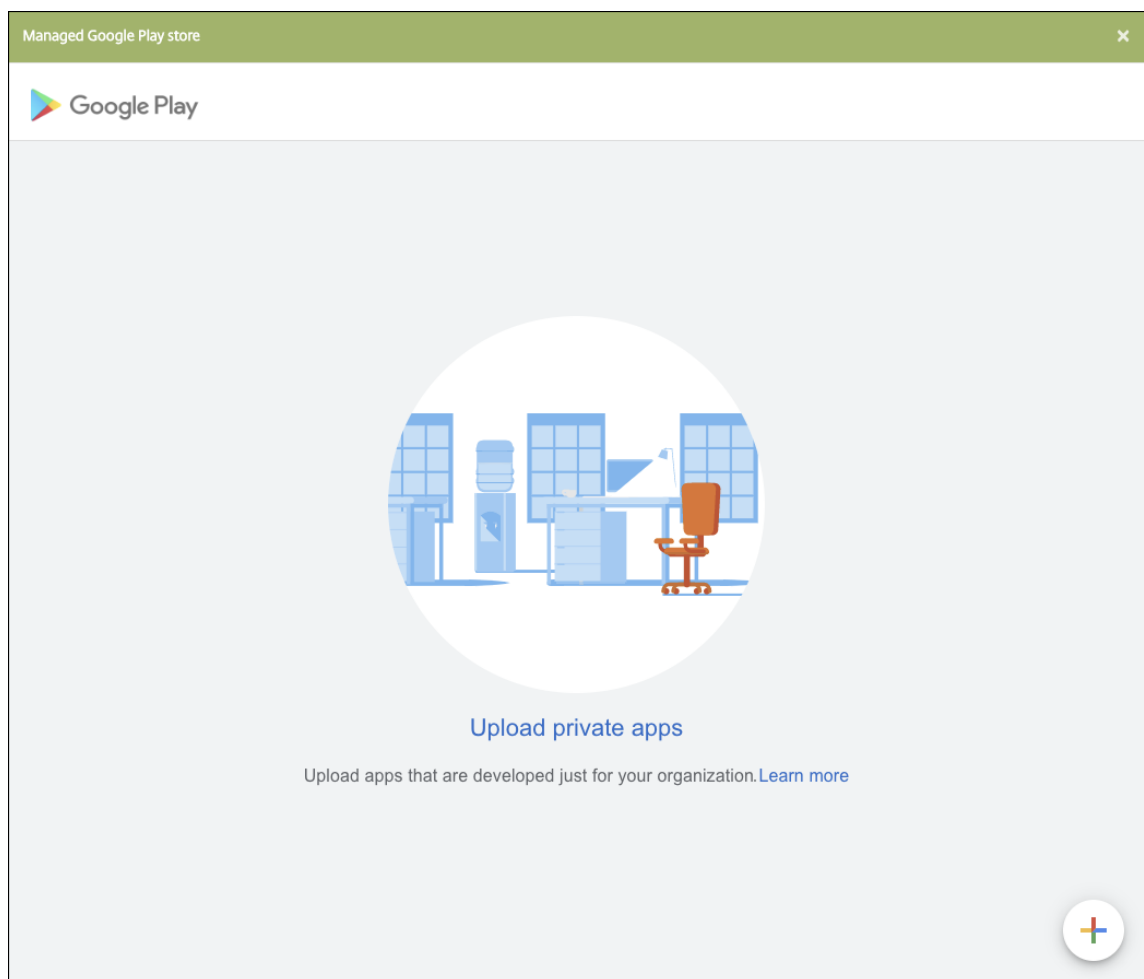 Managed Google Play store
Google Play
Upload private apps
Upload apps that are developed just for your organization.Learn more